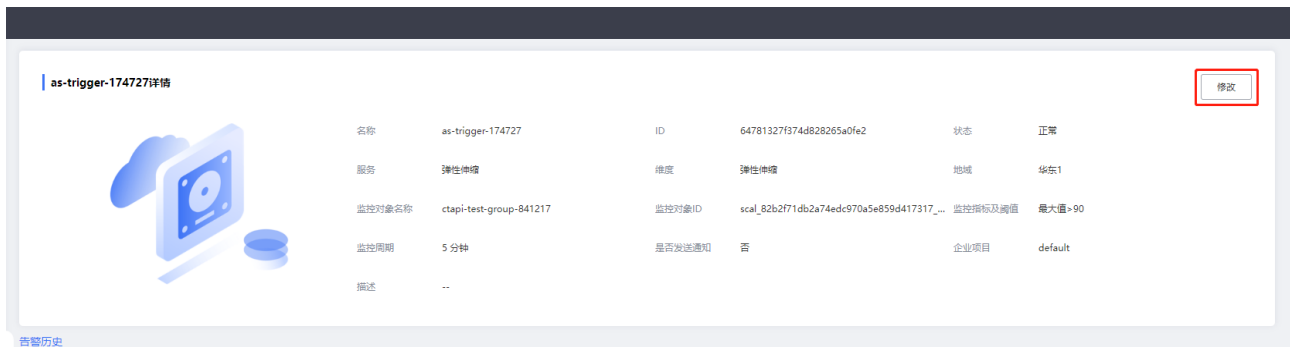 as-trigger-174727详情
修改
名称 as-trigger-174727 ID 64781327f374d828265a0fe2 状态 正常
服务 弹性伸缩 维度 弹性伸缩 地域 华东1
监控对象名称 ctapi-test-group-841217 监控对象ID scal_82b2f71db2a74edc970a5e859d417317_... 监控指标及阈值 最大值>90
监控周期 5 分钟 是否发送通知 否 企业项目 default
描述 --
告警历史